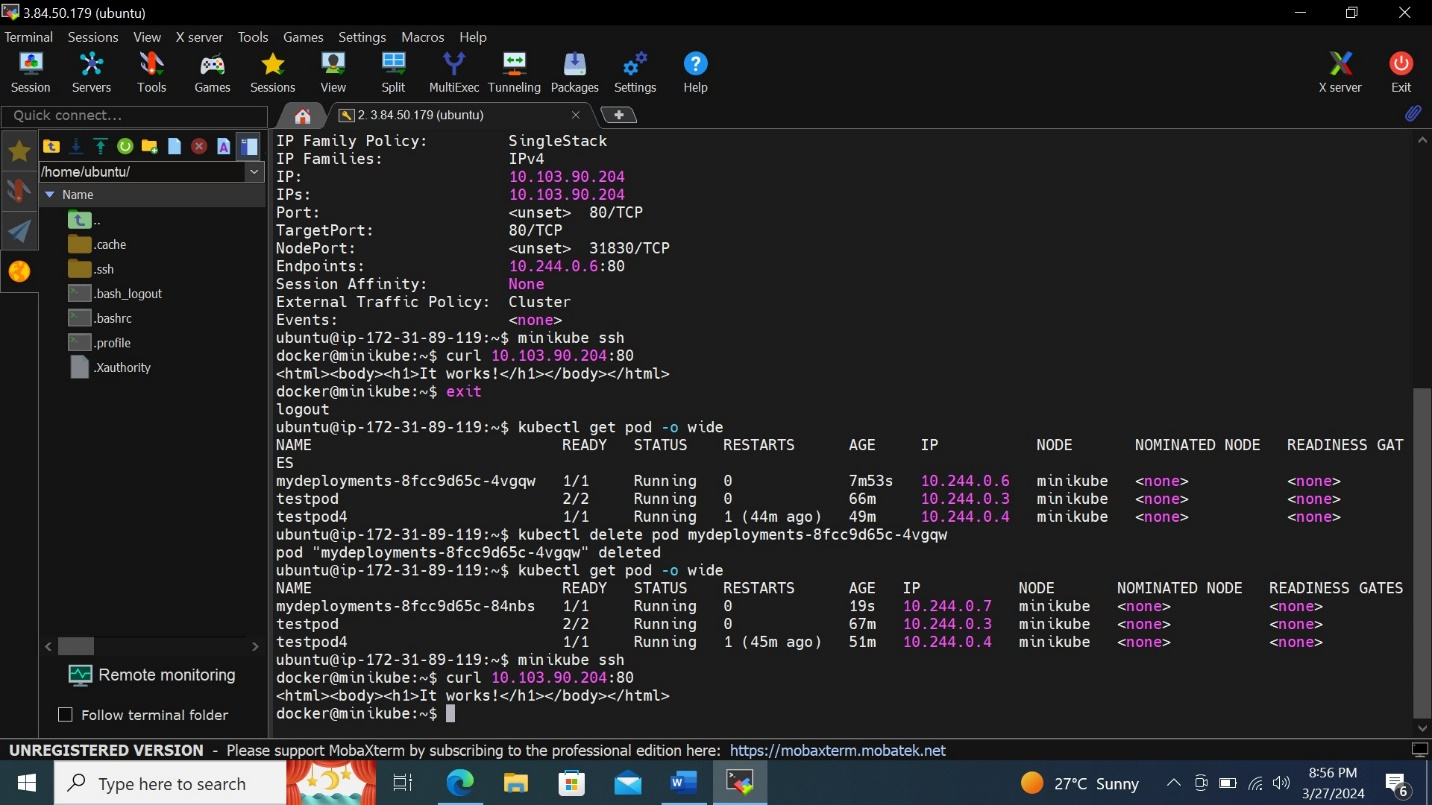 3.84.50.179 (ubuntu)
Terminal Sessions View X server Tools Games Settings Macros Help
Session Servers Tools Games Sessions View Split MultiExec Tunneling Packages Settings Help X server Exit
Quick connect...
2. 3.84.50.179 (ubuntu)
/home/ubuntu/
Name
..
.cache
.ssh
.bash_logout
.bashrc
.profile
.Xauthority
Remote monitoring
Follow terminal folder
IP Family Policy: SingleStack
IP Families: IPv4
IP: 10.103.90.204
IPs: 10.103.90.204
Port: <unset> 80/TCP
TargetPort: 80/TCP
NodePort: <unset> 31830/TCP
Endpoints: 10.244.0.6:80
Session Affinity: None
External Traffic Policy: Cluster
Events: <none>
ubuntu@ip-172-31-89-119:~$ minikube ssh
docker@minikube:~$ curl 10.103.90.204:80
<html><body><h1>It works!</h1></body></html>
docker@minikube:~$ exit
logout
ubuntu@ip-172-31-89-119:~$ kubectl get pod -o wide
NAME READY STATUS RESTARTS AGE IP NODE NOMINATED NODE READINESS GAT
ES
mydeployments-8fcc9d65c-4vgqw 1/1 Running 0 7m53s 10.244.0.6 minikube <none> <none>
testpod 2/2 Running 0 66m 10.244.0.3 minikube <none> <none>
testpod4 1/1 Running 1 (44m ago) 49m 10.244.0.4 minikube <none> <none>
ubuntu@ip-172-31-89-119:~$ kubectl delete pod mydeployments-8fcc9d65c-4vgqw
pod "mydeployments-8fcc9d65c-4vgqw" deleted
ubuntu@ip-172-31-89-119:~$ kubectl get pod -o wide
NAME READY STATUS RESTARTS AGE IP NODE NOMINATED NODE READINESS GATES
mydeployments-8fcc9d65c-84nbs 1/1 Running 0 19s 10.244.0.7 minikube <none> <none>
testpod 2/2 Running 0 67m 10.244.0.3 minikube <none> <none>
testpod4 1/1 Running 1 (45m ago) 51m 10.244.0.4 minikube <none> <none>
ubuntu@ip-172-31-89-119:~$ minikube ssh
docker@minikube:~$ curl 10.103.90.204:80
<html><body><h1>It works!</h1></body></html>
docker@minikube:~$
UNREGISTERED VERSION - Please support MobaXterm by subscribing to the professional edition here: https://mobaxterm.mobatek.net
Type here to search
27°C Sunny
8:56 PM
3/27/2024
6